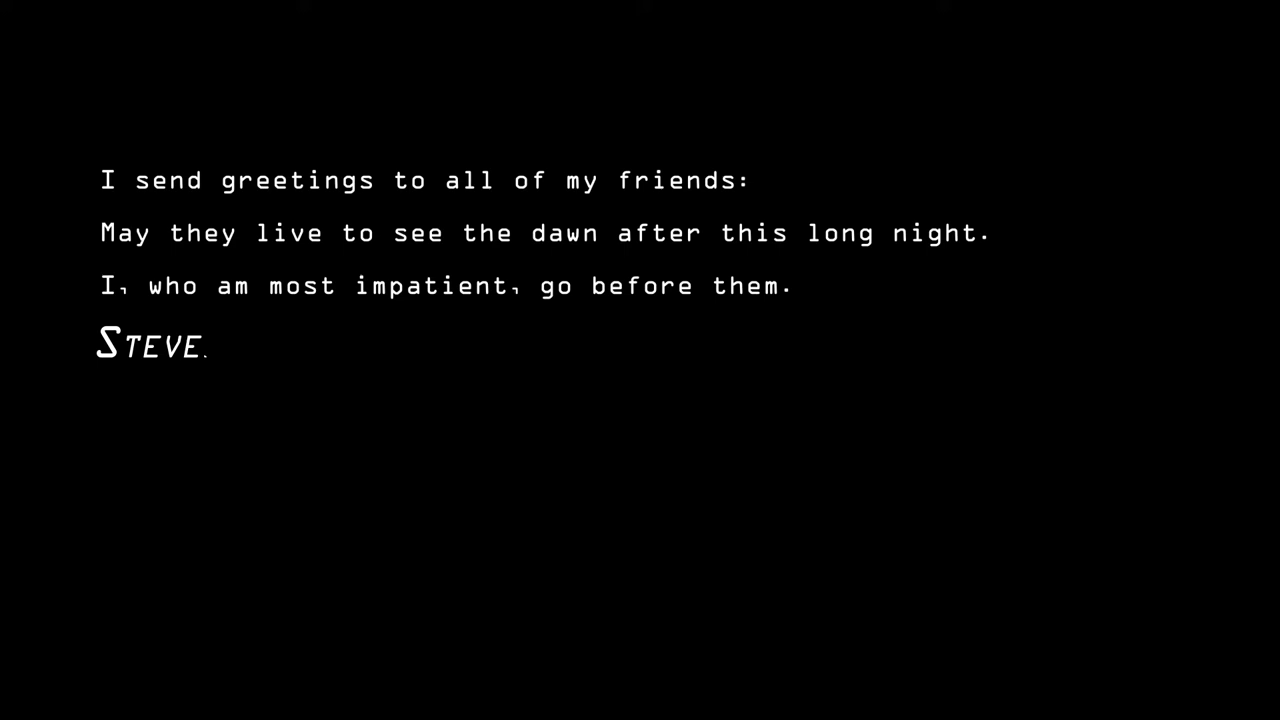 I send greetings to all of my friends:
May they live to see the dawn after this long night.
I, who am most impatient, go before them.
STEVE.